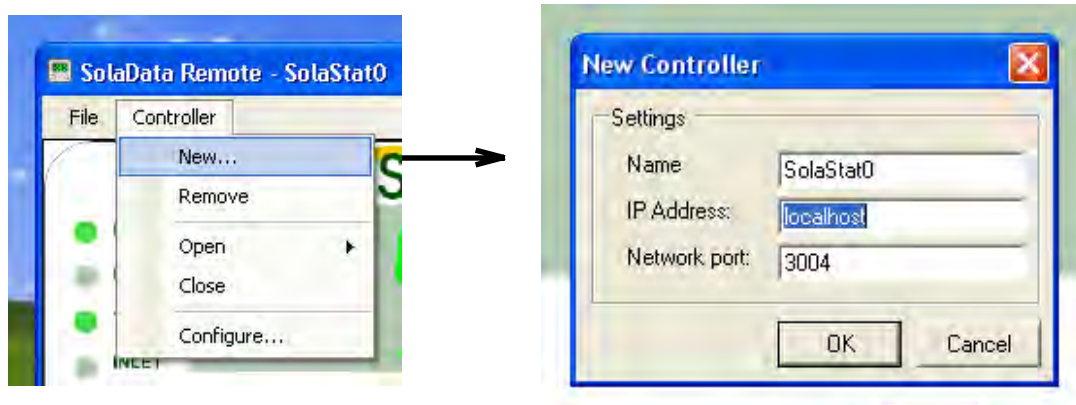 SolaData Remote - SolaStat0
File Controller
New...
Remove
Open
Close
Configure...
S
INLET
New Controller
Settings
Name SolaStat0
IP Address: localhost
Network port: 3004
OK Cancel